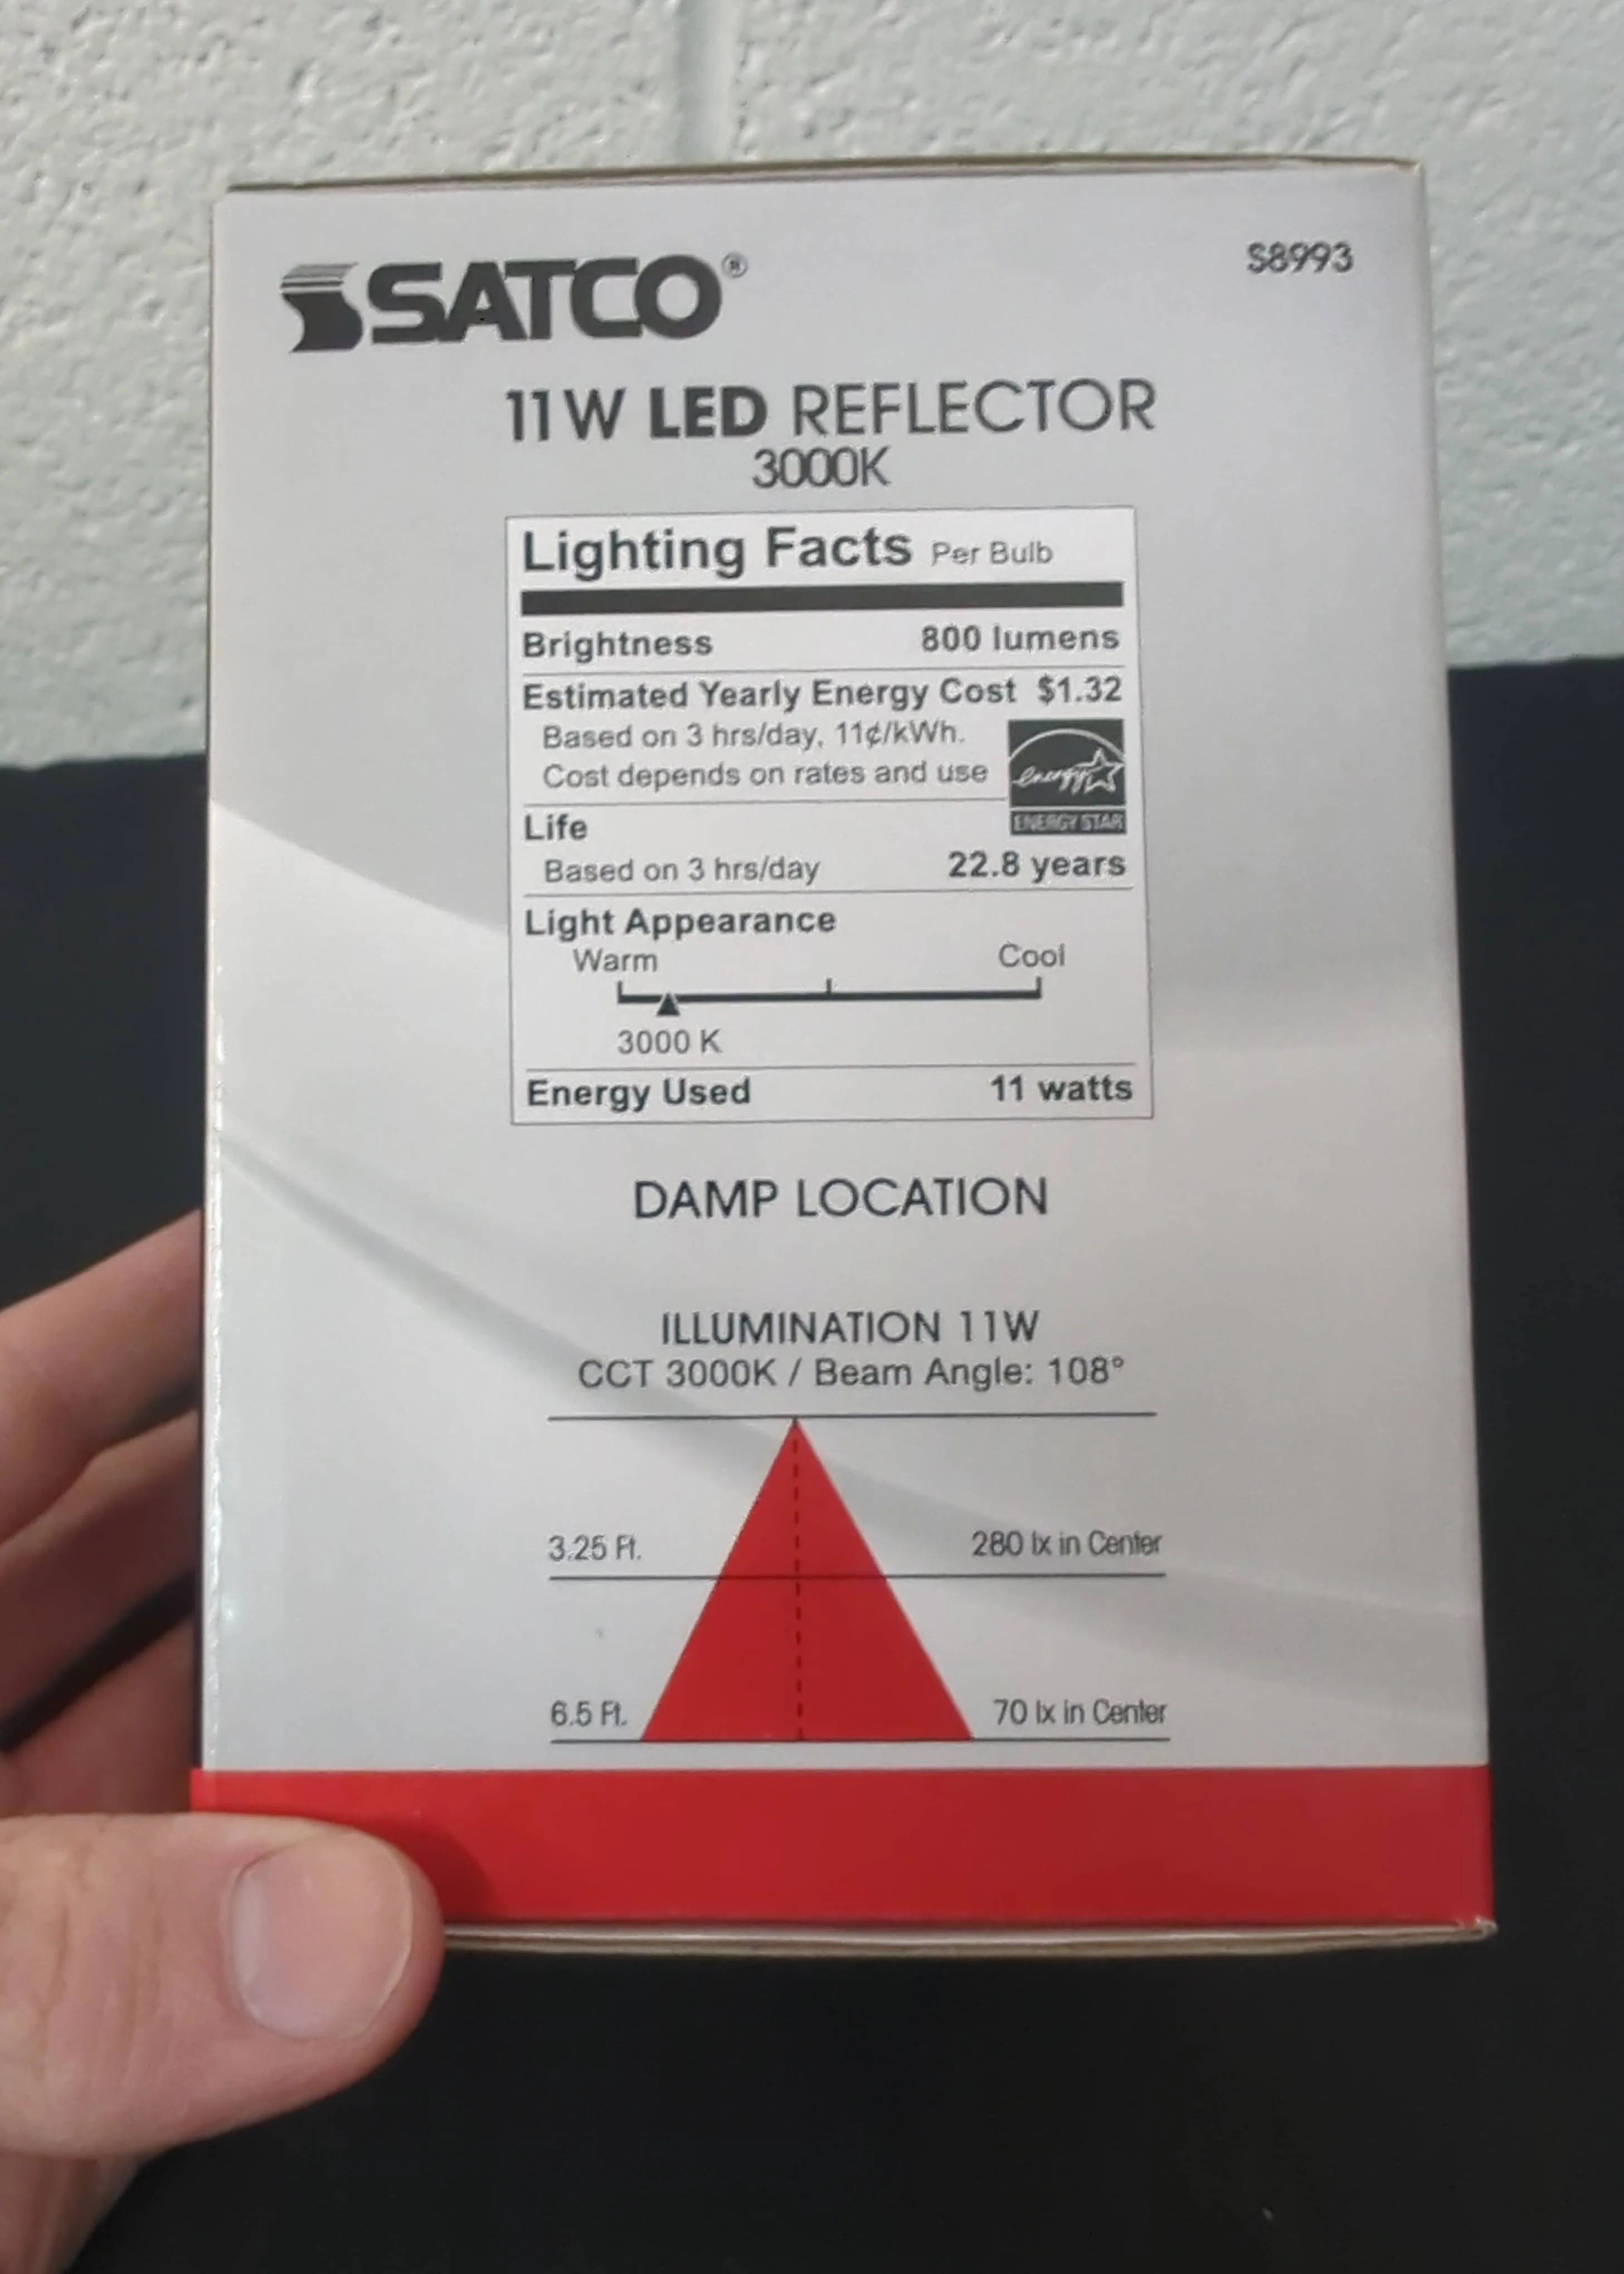 SATCO®
S8993
11W LED REFLECTOR
3000K
Lighting Facts Per Bulb
Brightness 800 lumens
Estimated Yearly Energy Cost $1.32
Based on 3 hrs/day, 11¢/kWh.
Cost depends on rates and use
energy
ENERGY STAR
Life
Based on 3 hrs/day 22.8 years
Light Appearance
Warm Cool
3000 K
Energy Used 11 watts
DAMP LOCATION
ILLUMINATION 11W
CCT 3000K / Beam Angle: 108°
3.25 Ft. 280 lx in Center
6.5 Ft. 70 lx in Center